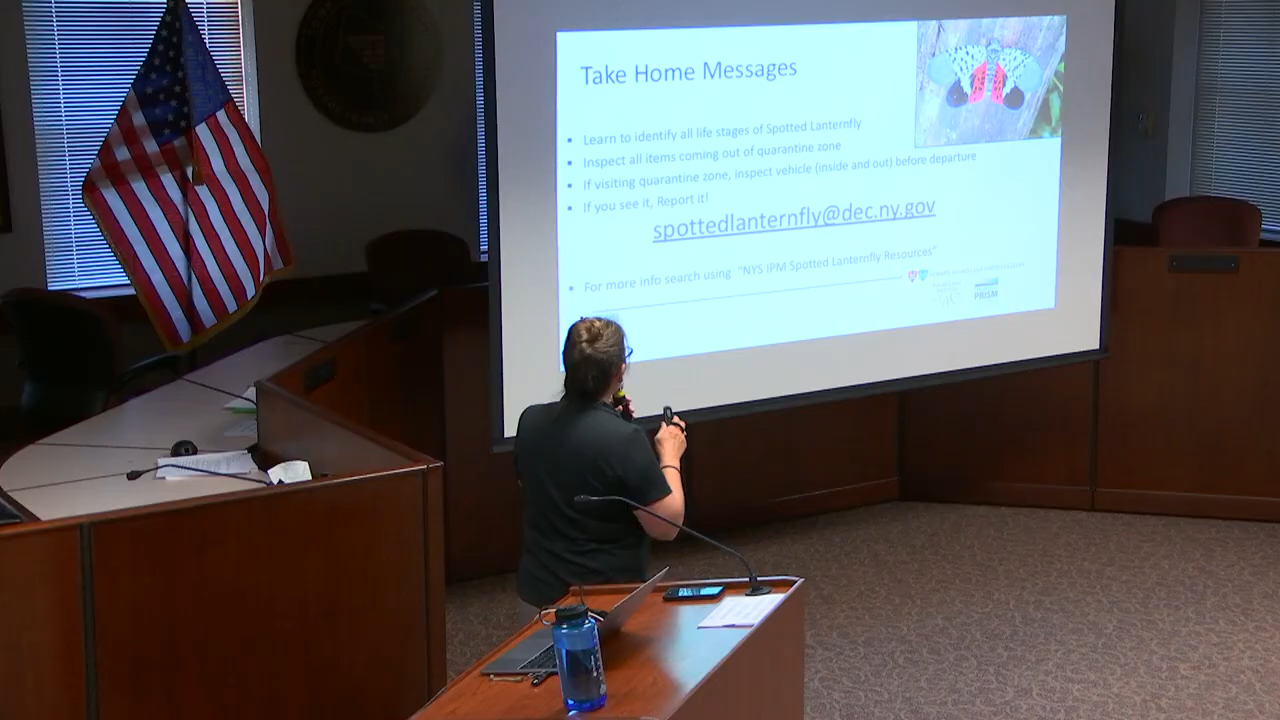 Take Home Messages
▪ Learn to identify all life stages of Spotted Lanternfly
▪ Inspect all items coming out of quarantine zone
▪ If visiting quarantine zone, inspect vehicle (inside and out) before departure
▪ If you see it, Report it!
spottedlanternfly@dec.ny.gov
▪ For more info search using "NYS IPM Spotted Lanternfly Resources"
PRISM